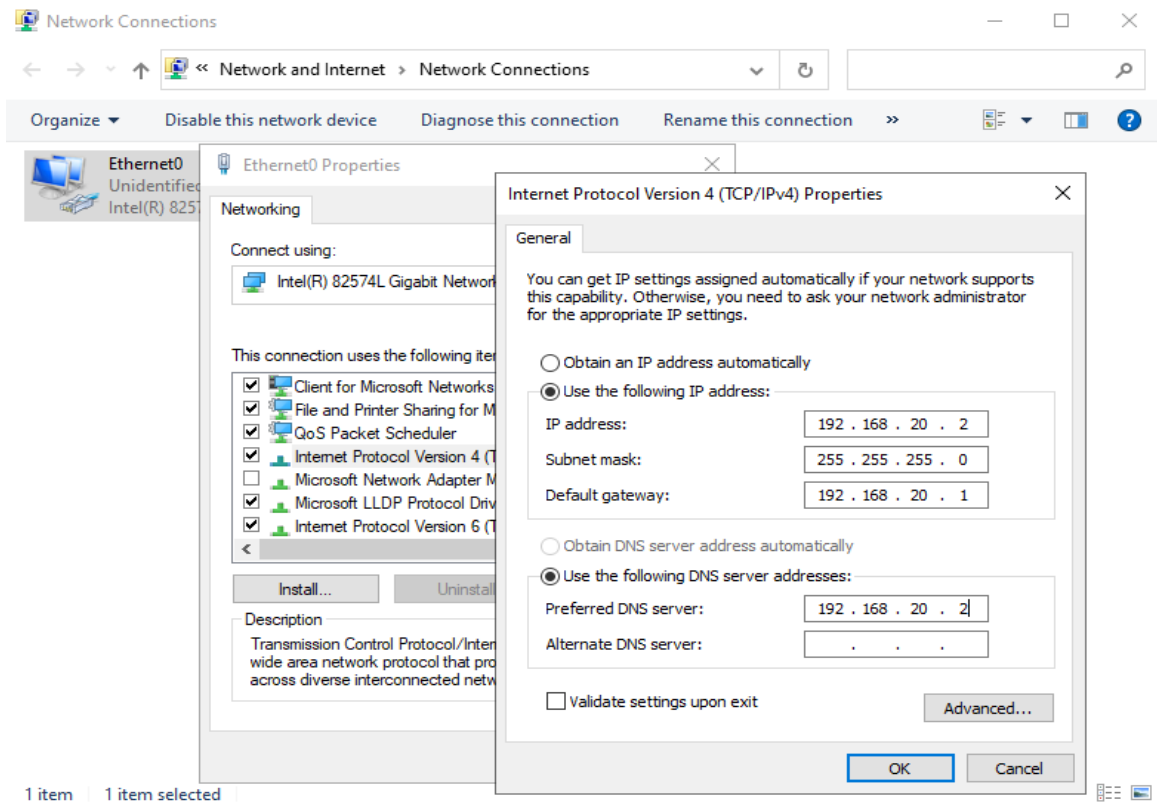 Network Connections
« Network and Internet › Network Connections
Organize Disable this network device Diagnose this connection Rename this connection »
Ethernet0
Unidentified
Intel(R) 8257
Ethernet0 Properties
Networking
Connect using:
Intel(R) 82574L Gigabit Network
This connection uses the following iter
Client for Microsoft Networks
File and Printer Sharing for M
QoS Packet Scheduler
Internet Protocol Version 4 (T
Microsoft Network Adapter M
Microsoft LLDP Protocol Driv
Internet Protocol Version 6 (T
Install... Uninstall
Description
Transmission Control Protocol/Inter
wide area network protocol that pro
across diverse interconnected netw
Internet Protocol Version 4 (TCP/IPv4) Properties
General
You can get IP settings assigned automatically if your network supports
this capability. Otherwise, you need to ask your network administrator
for the appropriate IP settings.
Obtain an IP address automatically
Use the following IP address:
IP address: 192 . 168 . 20 . 2
Subnet mask: 255 . 255 . 255 . 0
Default gateway: 192 . 168 . 20 . 1
Obtain DNS server address automatically
Use the following DNS server addresses:
Preferred DNS server: 192 . 168 . 20 . 2
Alternate DNS server: . . .
Validate settings upon exit
Advanced...
OK Cancel
1 item 1 item selected